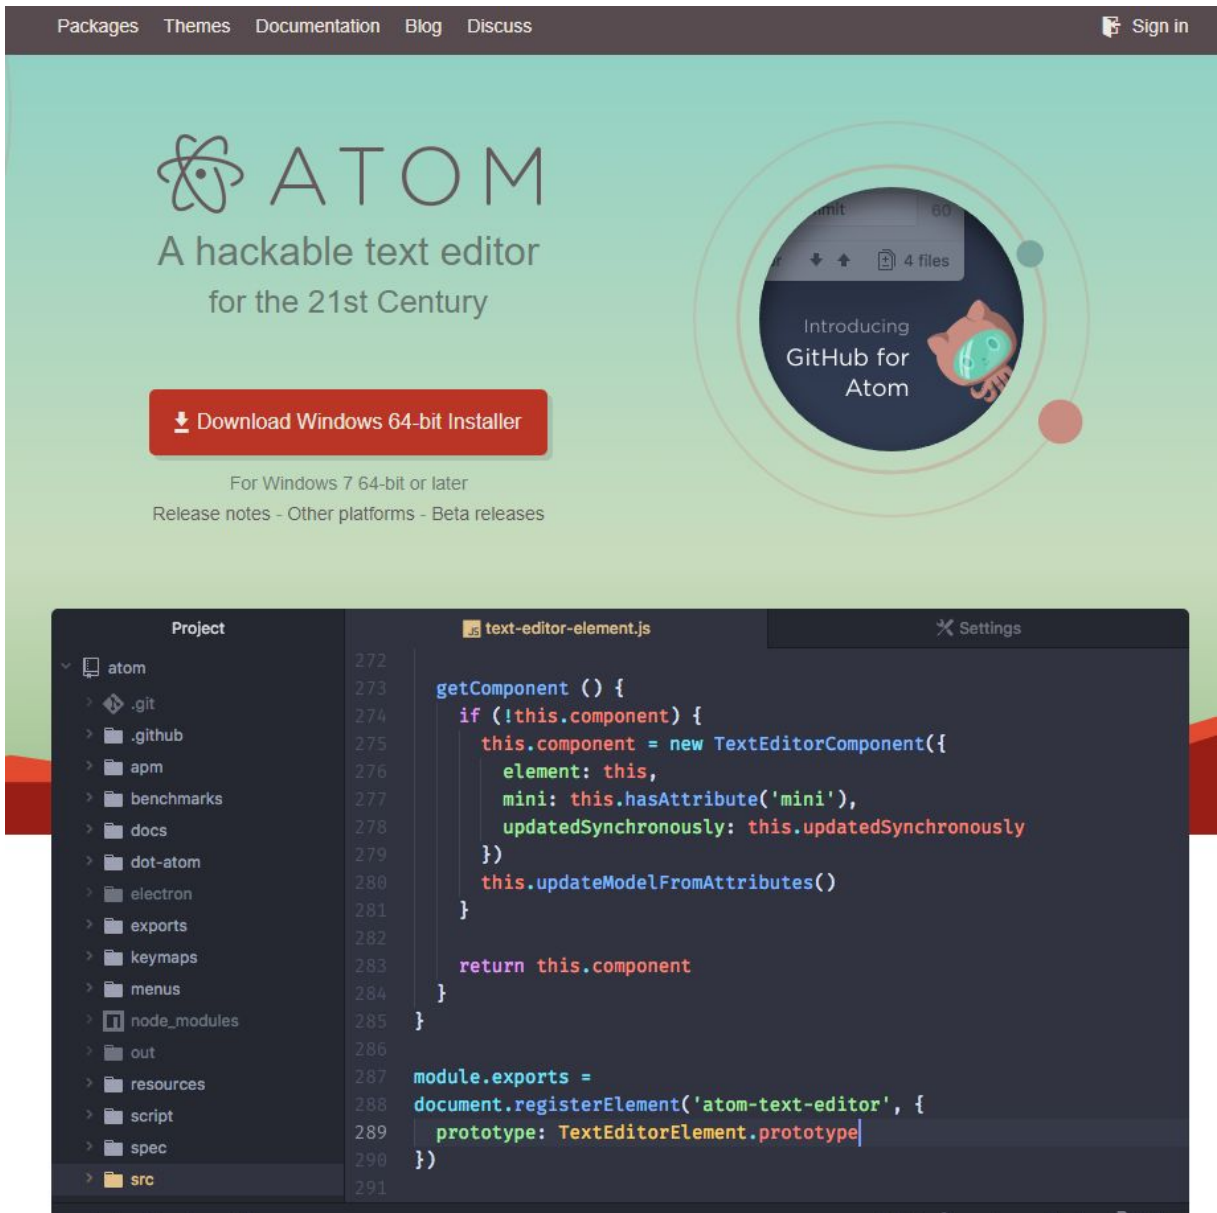 Packages Themes Documentation Blog Discuss Sign in
ATOM
A hackable text editor
for the 21st Century
Download Windows 64-bit Installer
For Windows 7 64-bit or later
Release notes - Other platforms - Beta releases
60
4 files
Introducing
GitHub for
Atom
Project
atom
.git
.github
apm
benchmarks
docs
dot-atom
electron
exports
keymaps
menus
node_modules
out
resources
script
spec
src
text-editor-element.js
Settings
272
273 getComponent () {
274 if (!this.component) {
275 this.component = new TextEditorComponent({
276 element: this,
277 mini: this.hasAttribute('mini'),
278 updatedSynchronously: this.updatedSynchronously
279 })
280 this.updateModelFromAttributes()
281 }
282
283 return this.component
284 }
285 }
286
287 module.exports =
288 document.registerElement('atom-text-editor', {
289 prototype: TextEditorElement.prototype
290 })
291